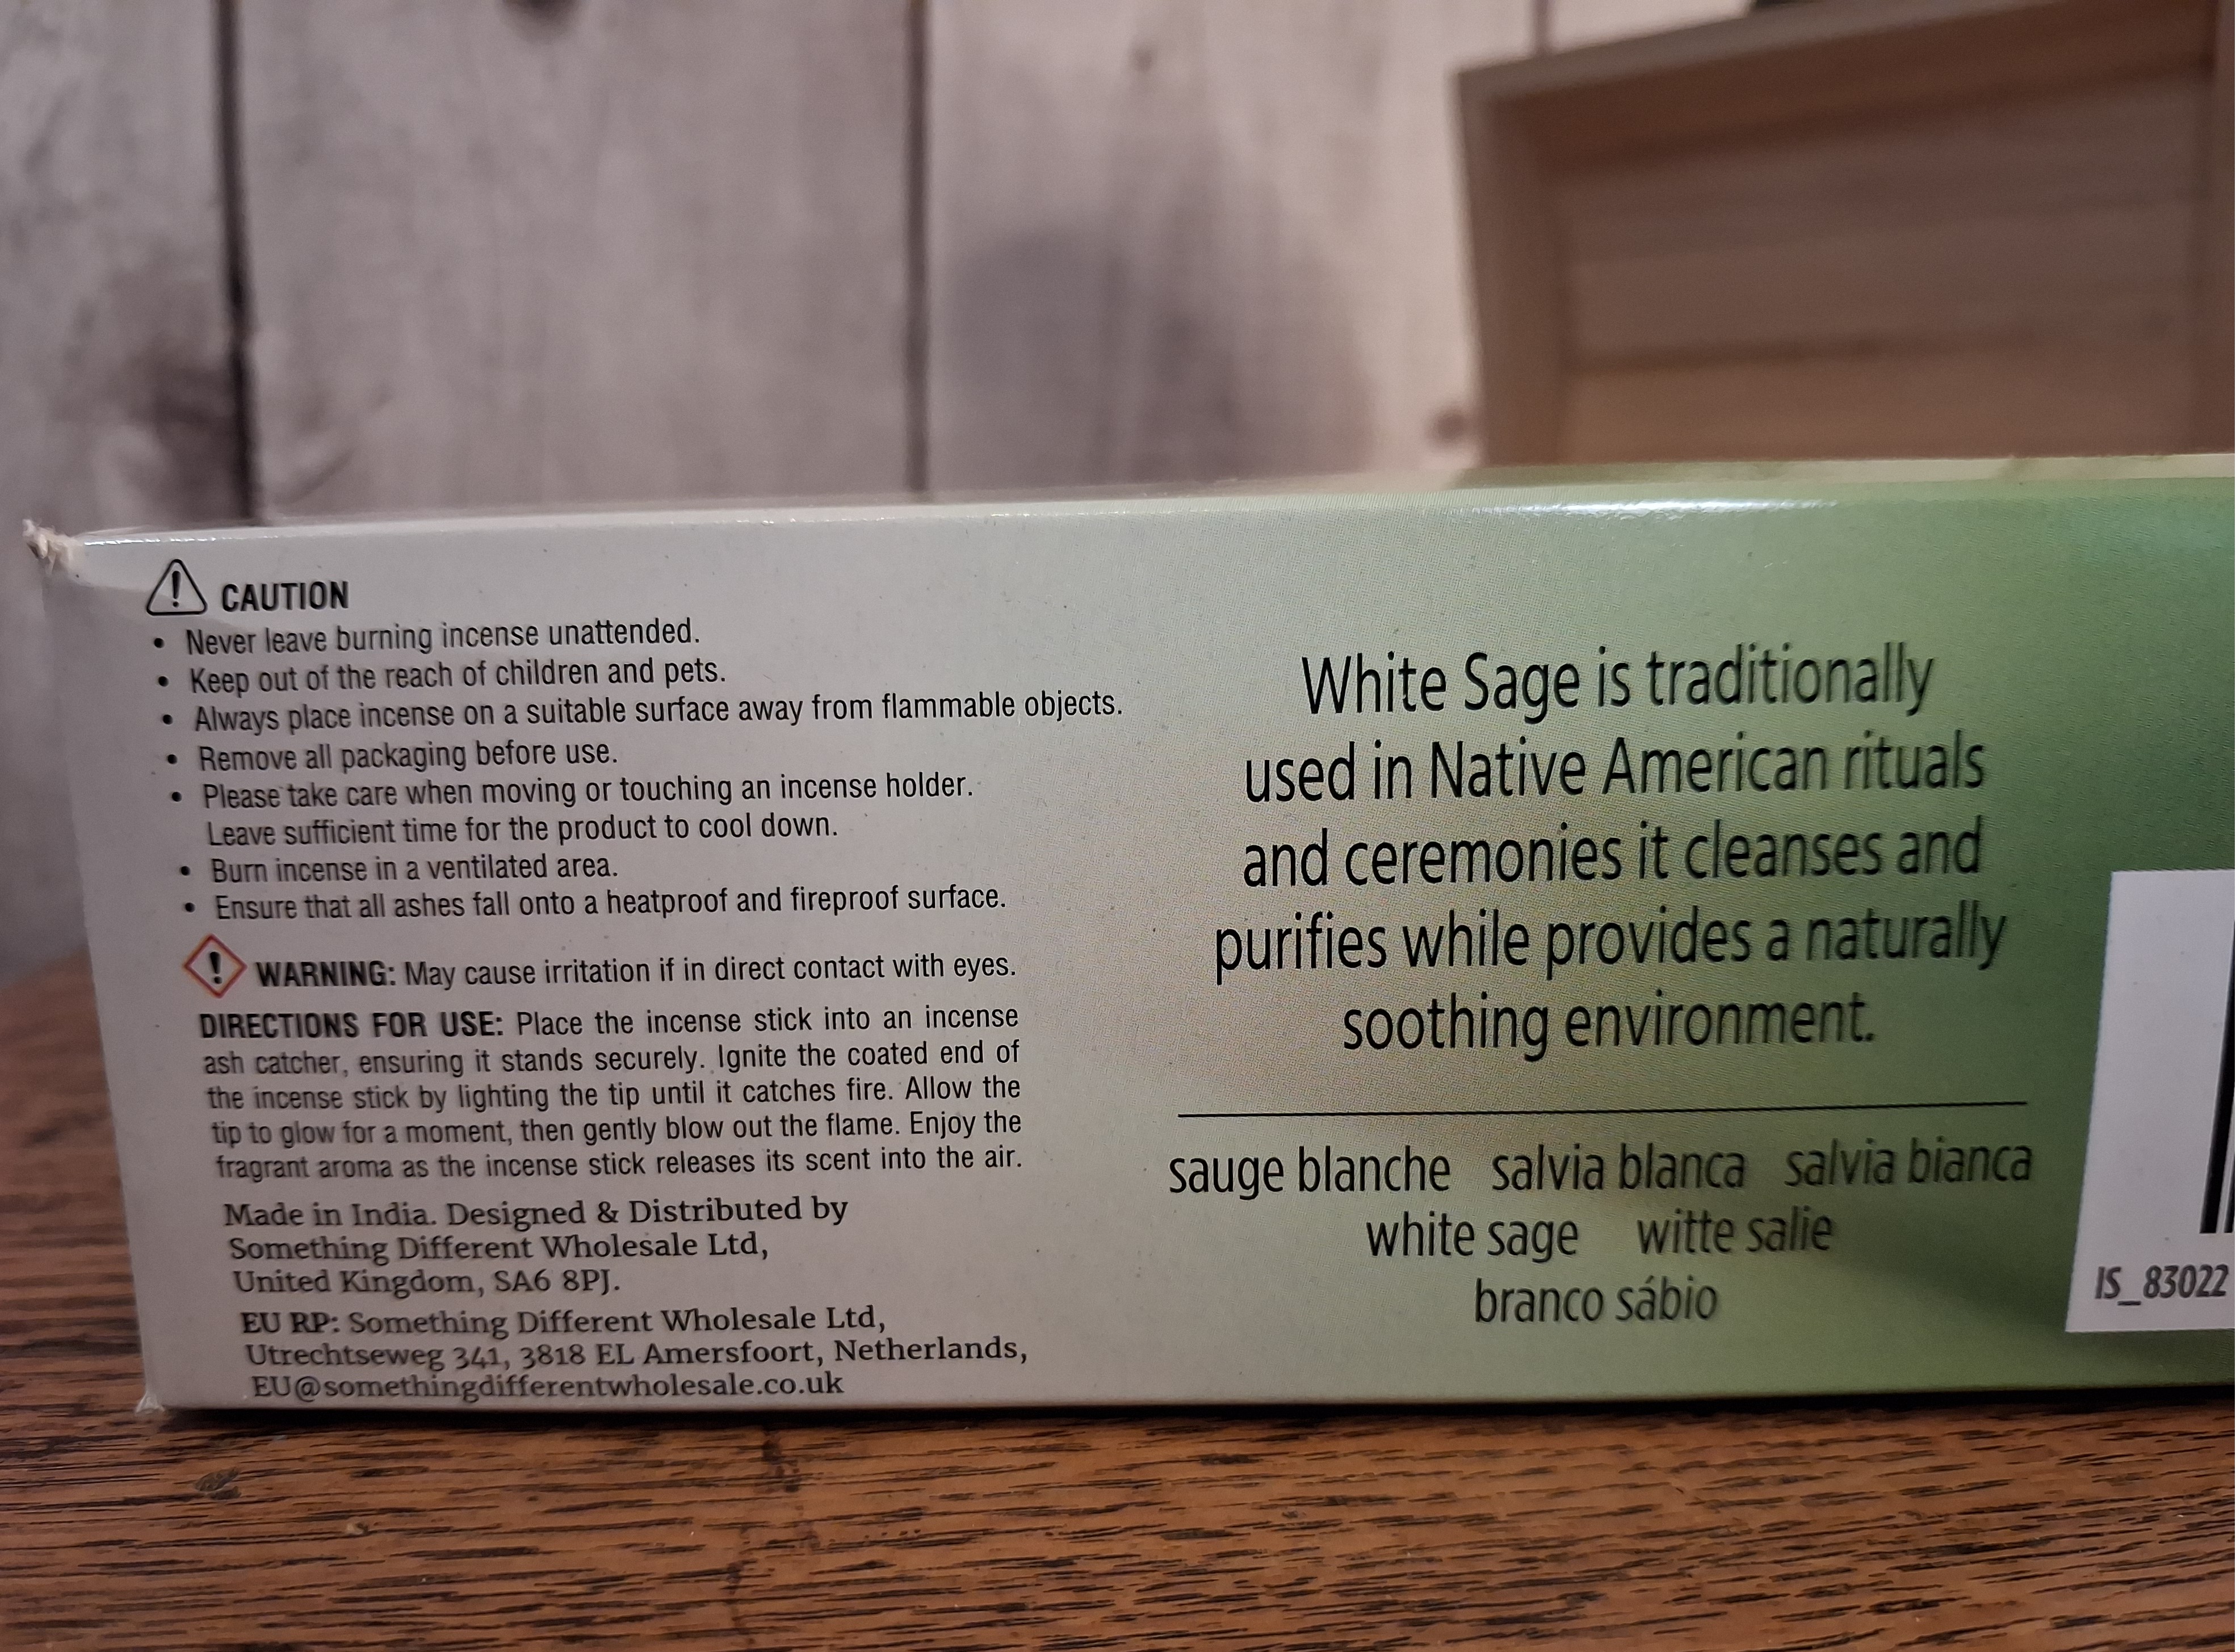 CAUTION
• Never leave burning incense unattended.
• Keep out of the reach of children and pets.
• Always place incense on a suitable surface away from flammable objects.
• Remove all packaging before use.
• Please take care when moving or touching an incense holder.
Leave sufficient time for the product to cool down.
• Burn incense in a ventilated area.
• Ensure that all ashes fall onto a heatproof and fireproof surface.
WARNING: May cause irritation if in direct contact with eyes.
DIRECTIONS FOR USE: Place the incense stick into an incense
ash catcher, ensuring it stands securely. Ignite the coated end of
the incense stick by lighting the tip until it catches fire. Allow the
tip to glow for a moment, then gently blow out the flame. Enjoy the
fragrant aroma as the incense stick releases its scent into the air.
Made in India. Designed & Distributed by
Something Different Wholesale Ltd,
United Kingdom, SA6 8PJ.
EU RP: Something Different Wholesale Ltd,
Utrechtseweg 341, 3818 EL Amersfoort, Netherlands,
EU@somethingdifferentwholesale.co.uk
White Sage is traditionally
used in Native American rituals
and ceremonies it cleanses and
purifies while provides a naturally
soothing environment.
sauge blanche salvia blanca salvia bianca
white sage witte salie
branco sábio
IS_83022